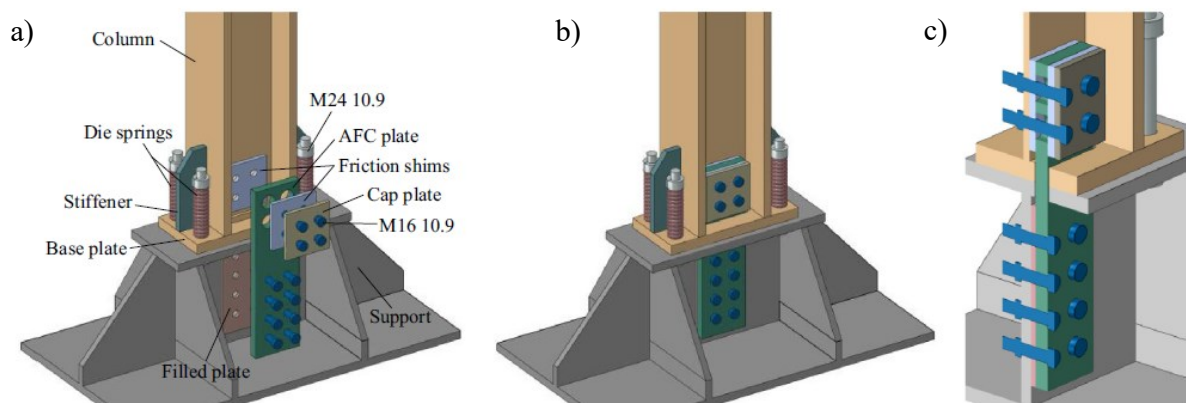 a)
b)
c)
Column
M24 10.9
AFC plate
Die springs
Friction shims
Cap plate
Stiffener
M16 10.9
Base plate
Support
Filled plate